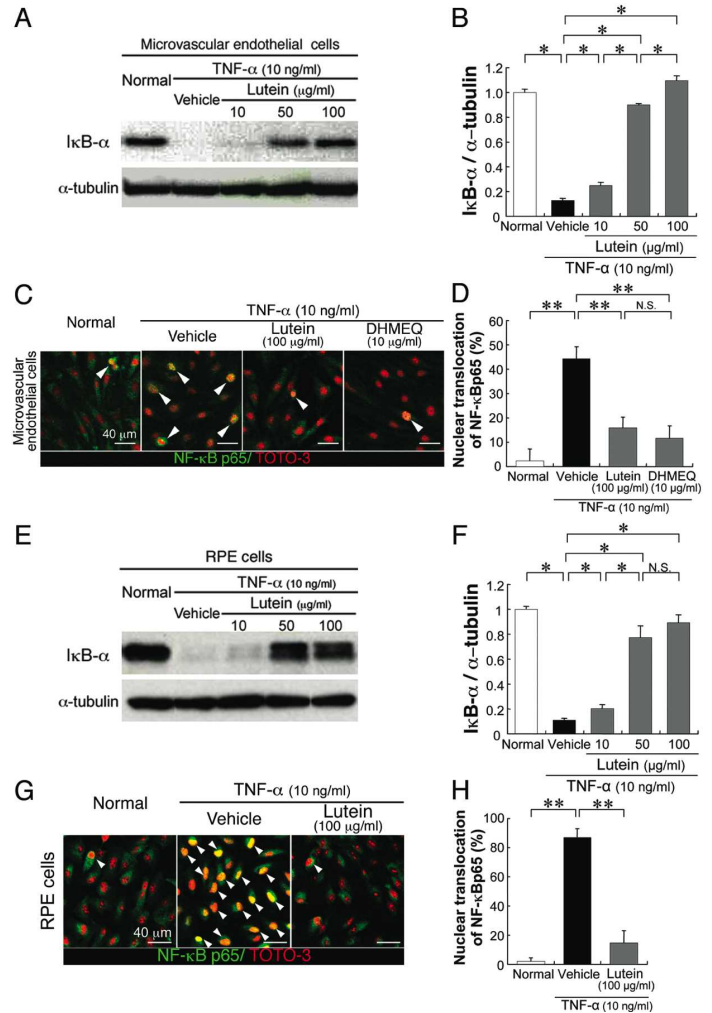 A
Microvascular endothelial cells
Normal
TNF-α (10 ng/ml)
Vehicle
Lutein (μg/ml)
10 50 100
IκB-α
α-tubulin
B
* *
* * * *
IκB-α / α-tubulin
1.2
1.0
0.8
0.6
0.4
0.2
0
Normal Vehicle 10 50 100
Lutein (μg/ml)
TNF-α (10 ng/ml)
C
Normal
TNF-α (10 ng/ml)
Vehicle
Lutein
(100 μg/ml)
DHMEQ
(10 μg/ml)
Microvascular
endothelial cells
40 μm
NF-κB p65/ TOTO-3
D
**
** ** N.S.
Nuclear translocation
of NF-κBp65 (%)
60
50
40
30
20
10
0
Normal Vehicle Lutein DHMEQ
(100 μg/ml) (10 μg/ml)
TNF-α (10 ng/ml)
E
RPE cells
Normal
TNF-α (10 ng/ml)
Vehicle
Lutein (μg/ml)
10 50 100
IκB-α
α-tubulin
F
*
*
* * * N.S.
IκB-α / α-tubulin
1.2
1.0
0.8
0.6
0.4
0.2
0
Normal Vehicle 10 50 100
Lutein (μg/ml)
TNF-α (10 ng/ml)
G
Normal
TNF-α (10 ng/ml)
Vehicle
Lutein
(100 μg/ml)
RPE cells
40 μm
NF-κB p65/ TOTO-3
H
** **
Nuclear translocation
of NF-κBp65 (%)
100
80
60
40
20
0
Normal Vehicle Lutein
(100 μg/ml)
TNF-α (10 ng/ml)